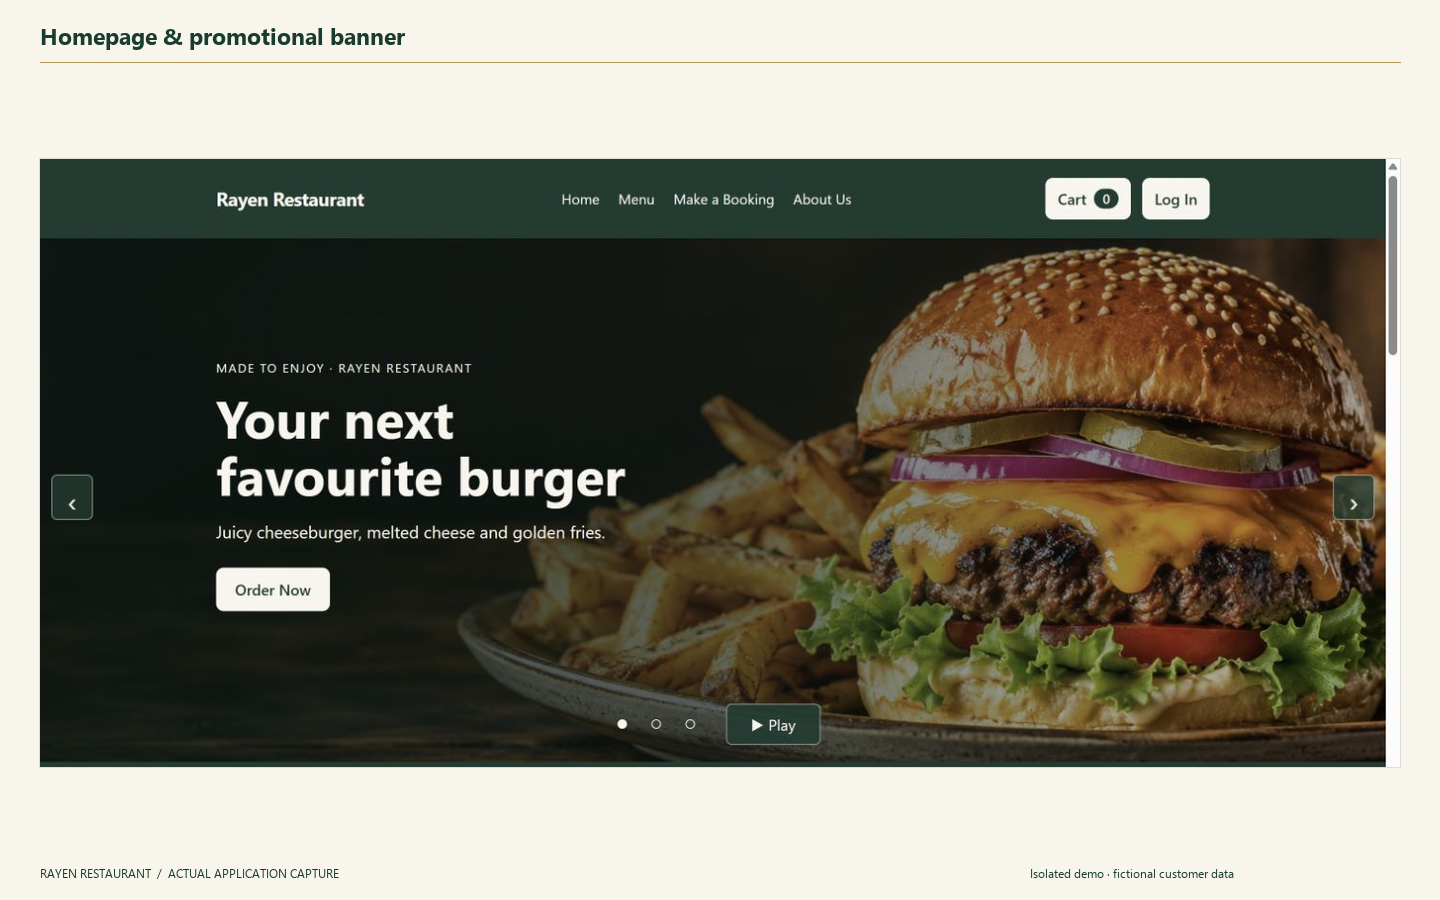 Homepage & promotional banner
Rayen Restaurant
Home
Menu
Make a Booking
About Us
Cart 0
Log In
MADE TO ENJOY · RAYEN RESTAURANT
Your next
favourite burger
Juicy cheeseburger, melted cheese and golden fries.
Order Now
‹
›
▶ Play
RAYEN RESTAURANT / ACTUAL APPLICATION CAPTURE
Isolated demo · fictional customer data